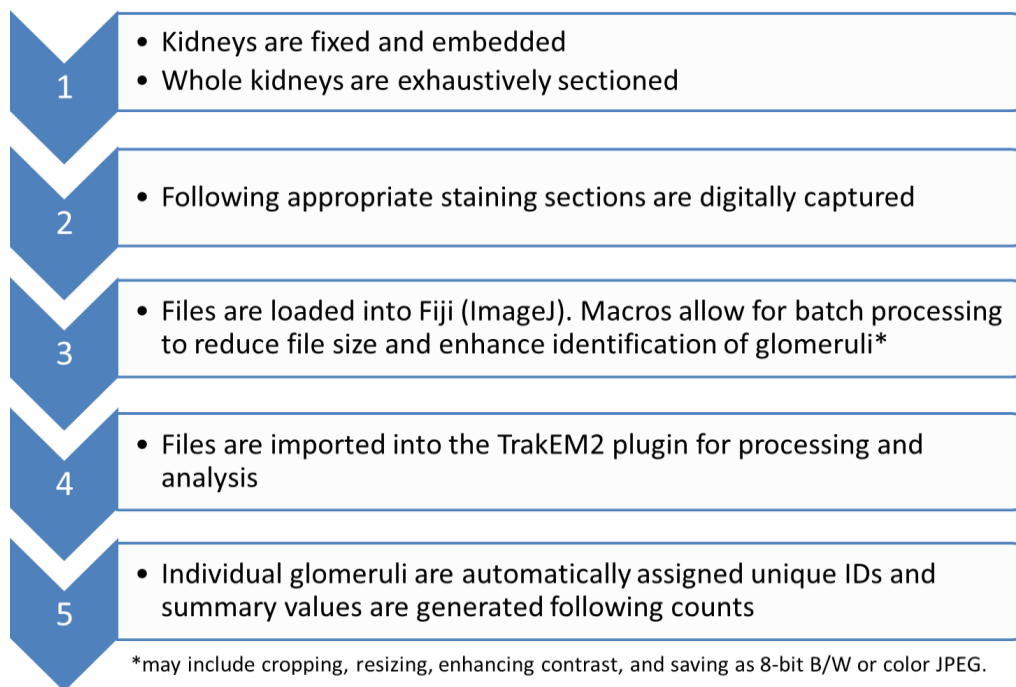 1
• Kidneys are fixed and embedded
• Whole kidneys are exhaustively sectioned
2
• Following appropriate staining sections are digitally captured
3
• Files are loaded into Fiji (ImageJ). Macros allow for batch processing
to reduce file size and enhance identification of glomeruli*
4
• Files are imported into the TrakEM2 plugin for processing and
analysis
5
• Individual glomeruli are automatically assigned unique IDs and
summary values are generated following counts
*may include cropping, resizing, enhancing contrast, and saving as 8-bit B/W or color JPEG.